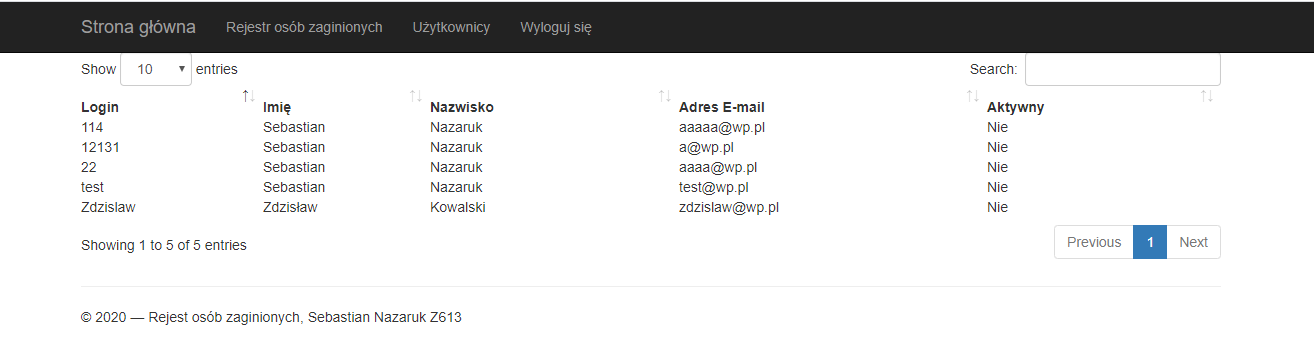 Strona główna Rejestr osób zaginionych Użytkownicy Wyloguj się
Show 10 entries Search:
Login Imię Nazwisko Adres E-mail Aktywny
114 Sebastian Nazaruk aaaaa@wp.pl Nie
12131 Sebastian Nazaruk a@wp.pl Nie
22 Sebastian Nazaruk aaaa@wp.pl Nie
test Sebastian Nazaruk test@wp.pl Nie
Zdzislaw Zdzisław Kowalski zdzislaw@wp.pl Nie
Showing 1 to 5 of 5 entries Previous 1 Next
© 2020 — Rejest osób zaginionych, Sebastian Nazaruk Z613